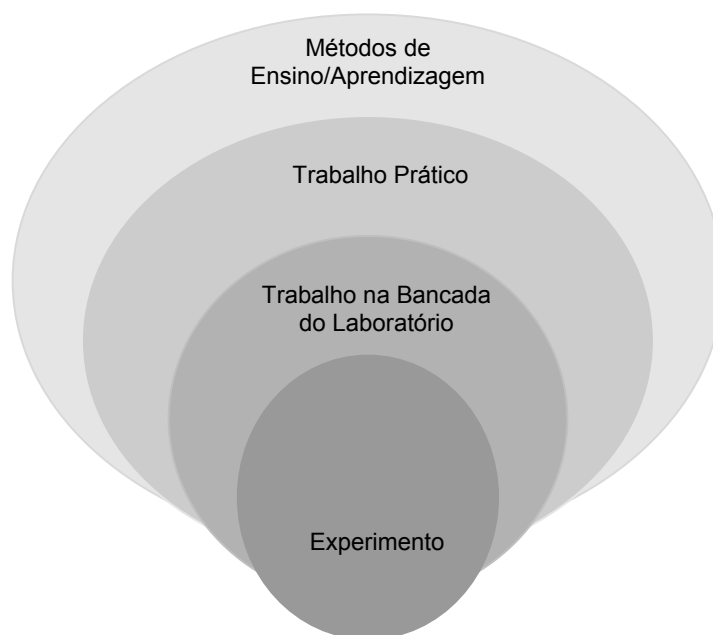 Métodos de
Ensino/Aprendizagem
Trabalho Prático
Trabalho na Bancada
do Laboratório
Experimento